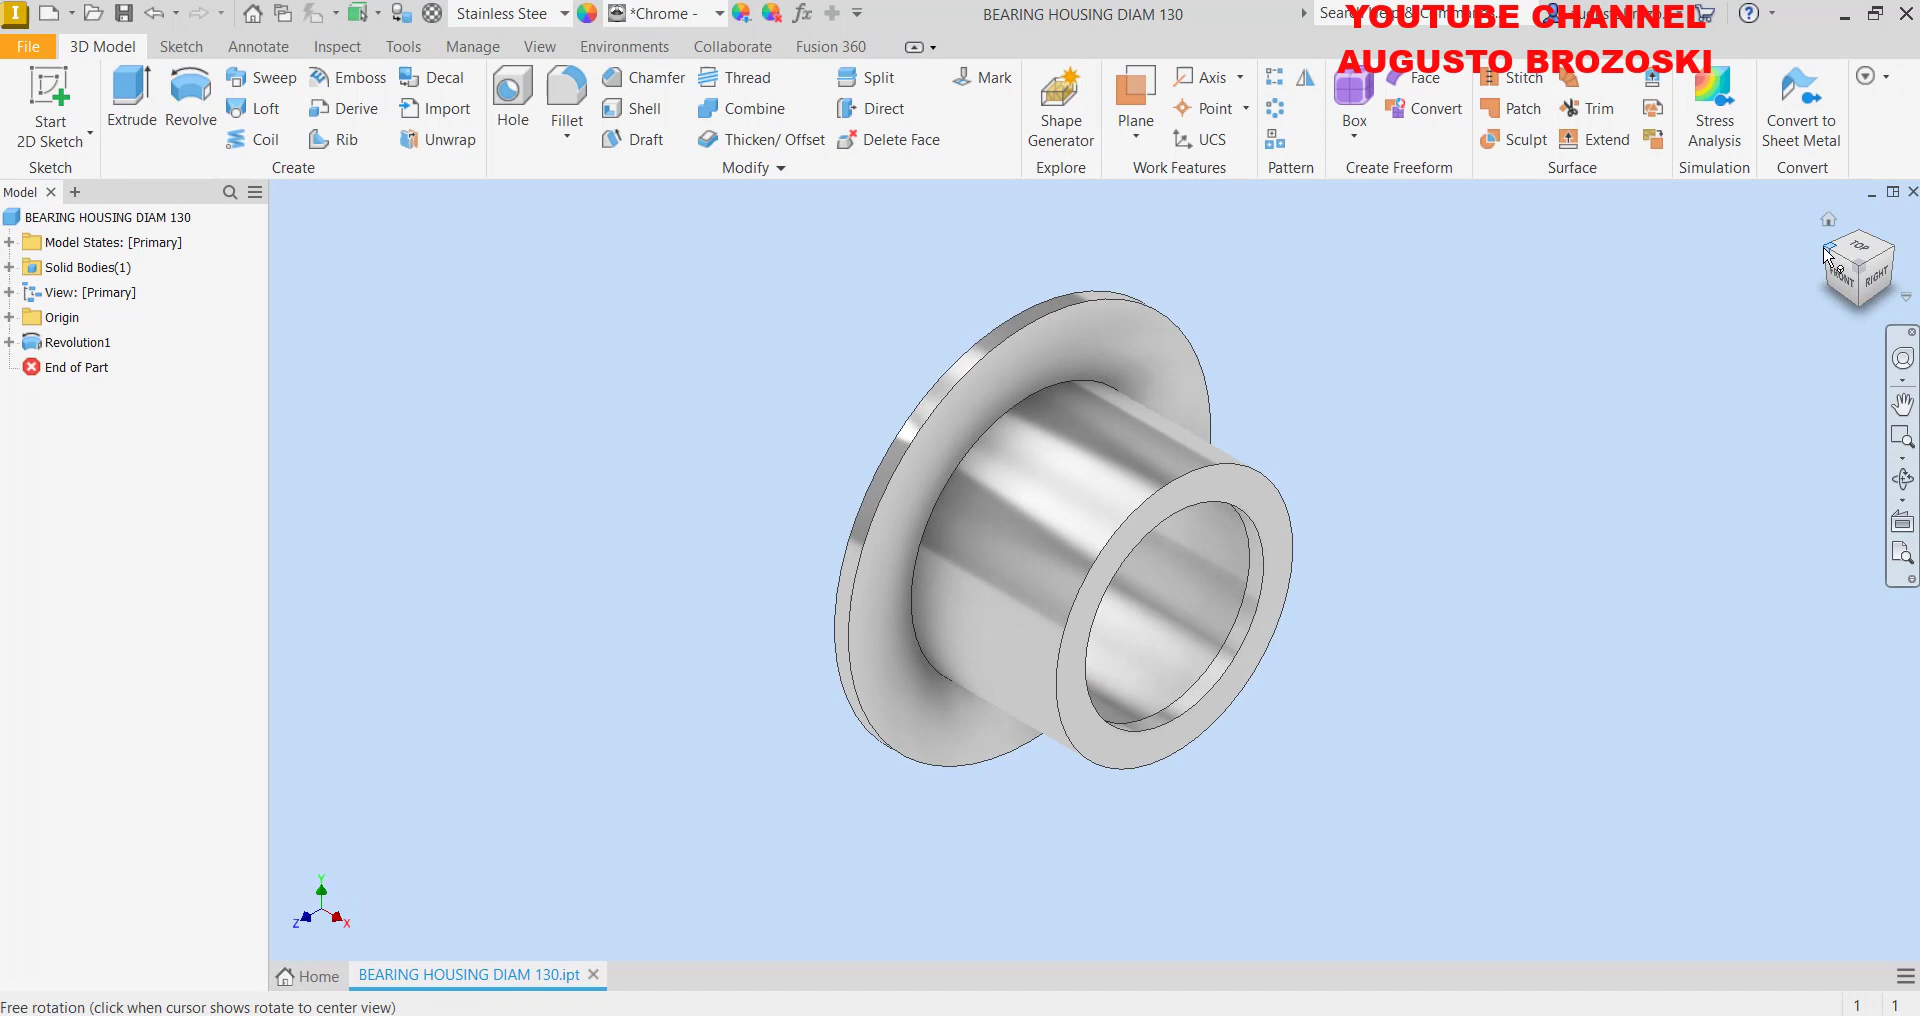 Stainless Stee
*Chrome -
fx
BEARING HOUSING DIAM 130
YOUTUBE CHANNEL
File
3D Model
Sketch
Annotate
Inspect
Tools
Manage
View
Environments
Collaborate
Fusion 360
AUGUSTO BROZOSKI
Start
2D Sketch
Extrude
Revolve
Sweep
Loft
Coil
Emboss
Derive
Rib
Decal
Import
Unwrap
Hole
Fillet
Chamfer
Shell
Draft
Thread
Combine
Thicken/ Offset
Split
Direct
Delete Face
Mark
Shape
Generator
Plane
Axis
Point
UCS
Box
Face
Convert
Stitch
Patch
Sculpt
Trim
Extend
Stress
Analysis
Convert to
Sheet Metal
Sketch
Create
Modify
Explore
Work Features
Pattern
Create Freeform
Surface
Simulation
Convert
Model
BEARING HOUSING DIAM 130
Model States: [Primary]
Solid Bodies(1)
View: [Primary]
Origin
Revolution1
End of Part
TOP
FRONT
RIGHT
Y
Z
X
Home
BEARING HOUSING DIAM 130.ipt
Free rotation (click when cursor shows rotate to center view)
1
1